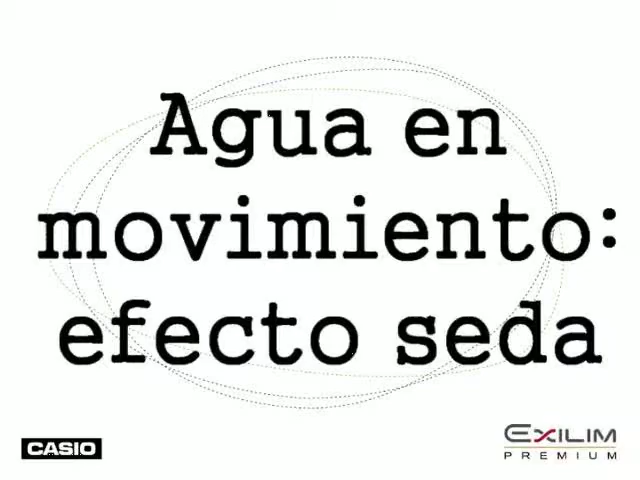 Agua en
movimiento:
efecto seda
CASIO
EXILIM
PREMIUM